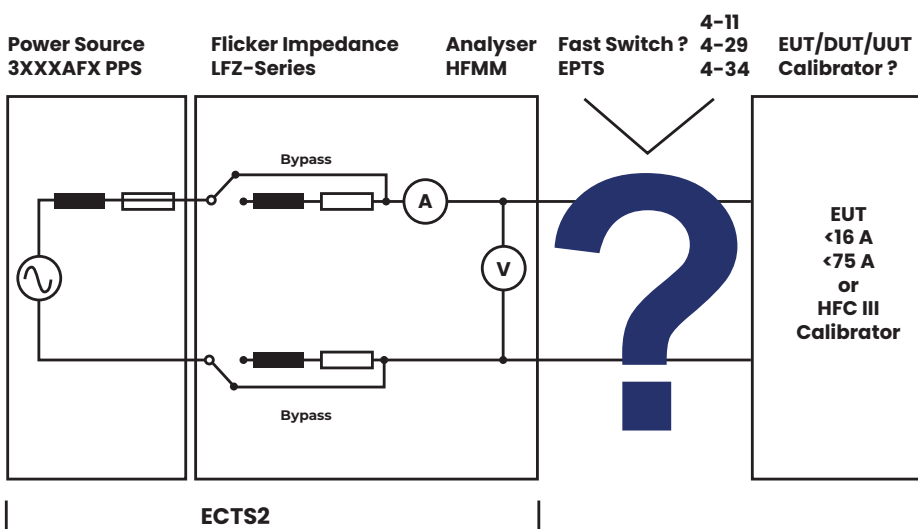 Power Source
3XXXAFX PPS
Flicker Impedance
LFZ-Series
Analyser
HFMM
Fast Switch ?
EPTS
4-11
4-29
4-34
EUT/DUT/UUT
Calibrator ?
Bypass
A
V
Bypass
?
EUT
<16 A
<75 A
or
HFC III
Calibrator
ECTS2